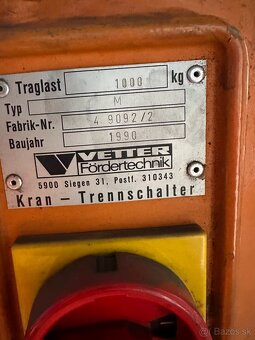 Traglast 1000 kg
Typ M
Fabrik-Nr. 4 9092/2
Baujahr 1990
VETTER
Fördertechnik
5900 Siegen 31, Postf. 310343
Kran - Trennschalter
Bazos.sk